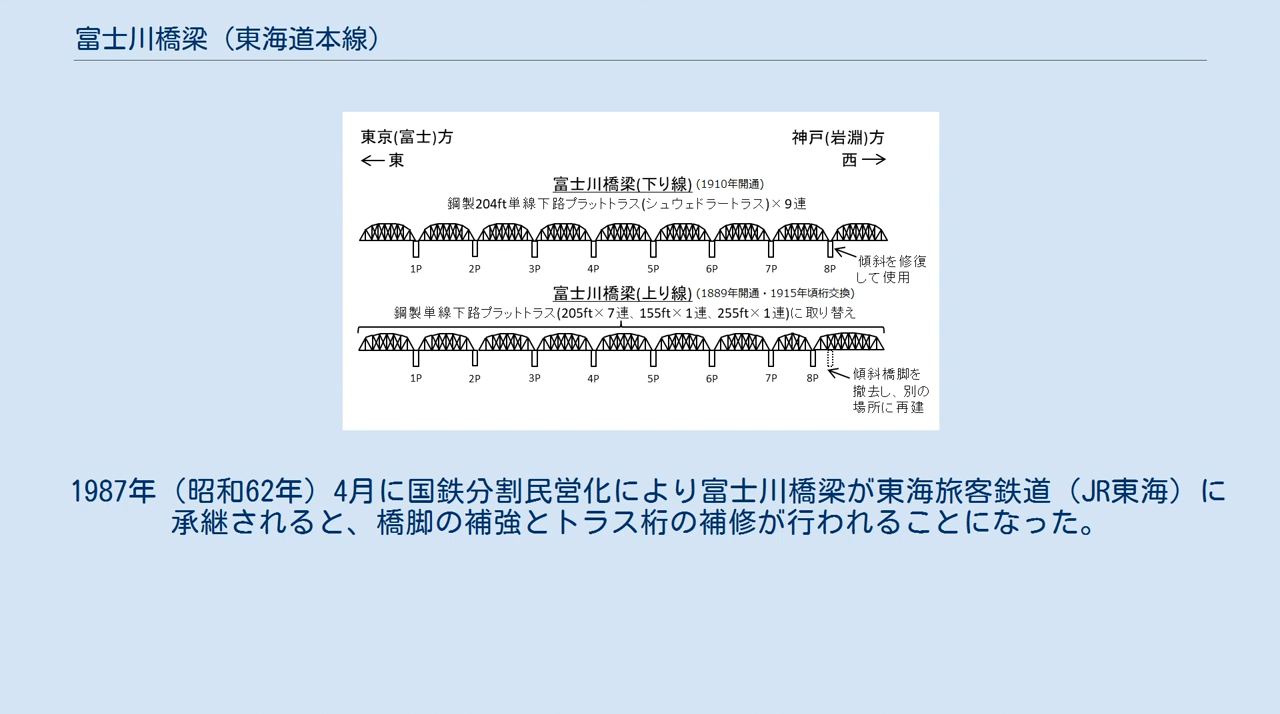 富士川橋梁（東海道本線）
東京(富士)方
神戸(岩淵)方
← 東
西 →
富士川橋梁(下り線) (1910年開通)
鋼製204ft単線下路プラットトラス(シュウェドラートラス)×9連
1P 2P 3P 4P 5P 6P 7P 8P
傾斜を修復
して使用
富士川橋梁(上り線) (1889年開通・1915年頃桁交換)
鋼製単線下路プラットトラス(205ft×7連、155ft×1連、255ft×1連)に取り替え
1P 2P 3P 4P 5P 6P 7P 8P
傾斜橋脚を
撤去し、別の
場所に再建
1987年（昭和62年）4月に国鉄分割民営化により富士川橋梁が東海旅客鉄道（JR東海）に
承継されると、橋脚の補強とトラス桁の補修が行われることになった。